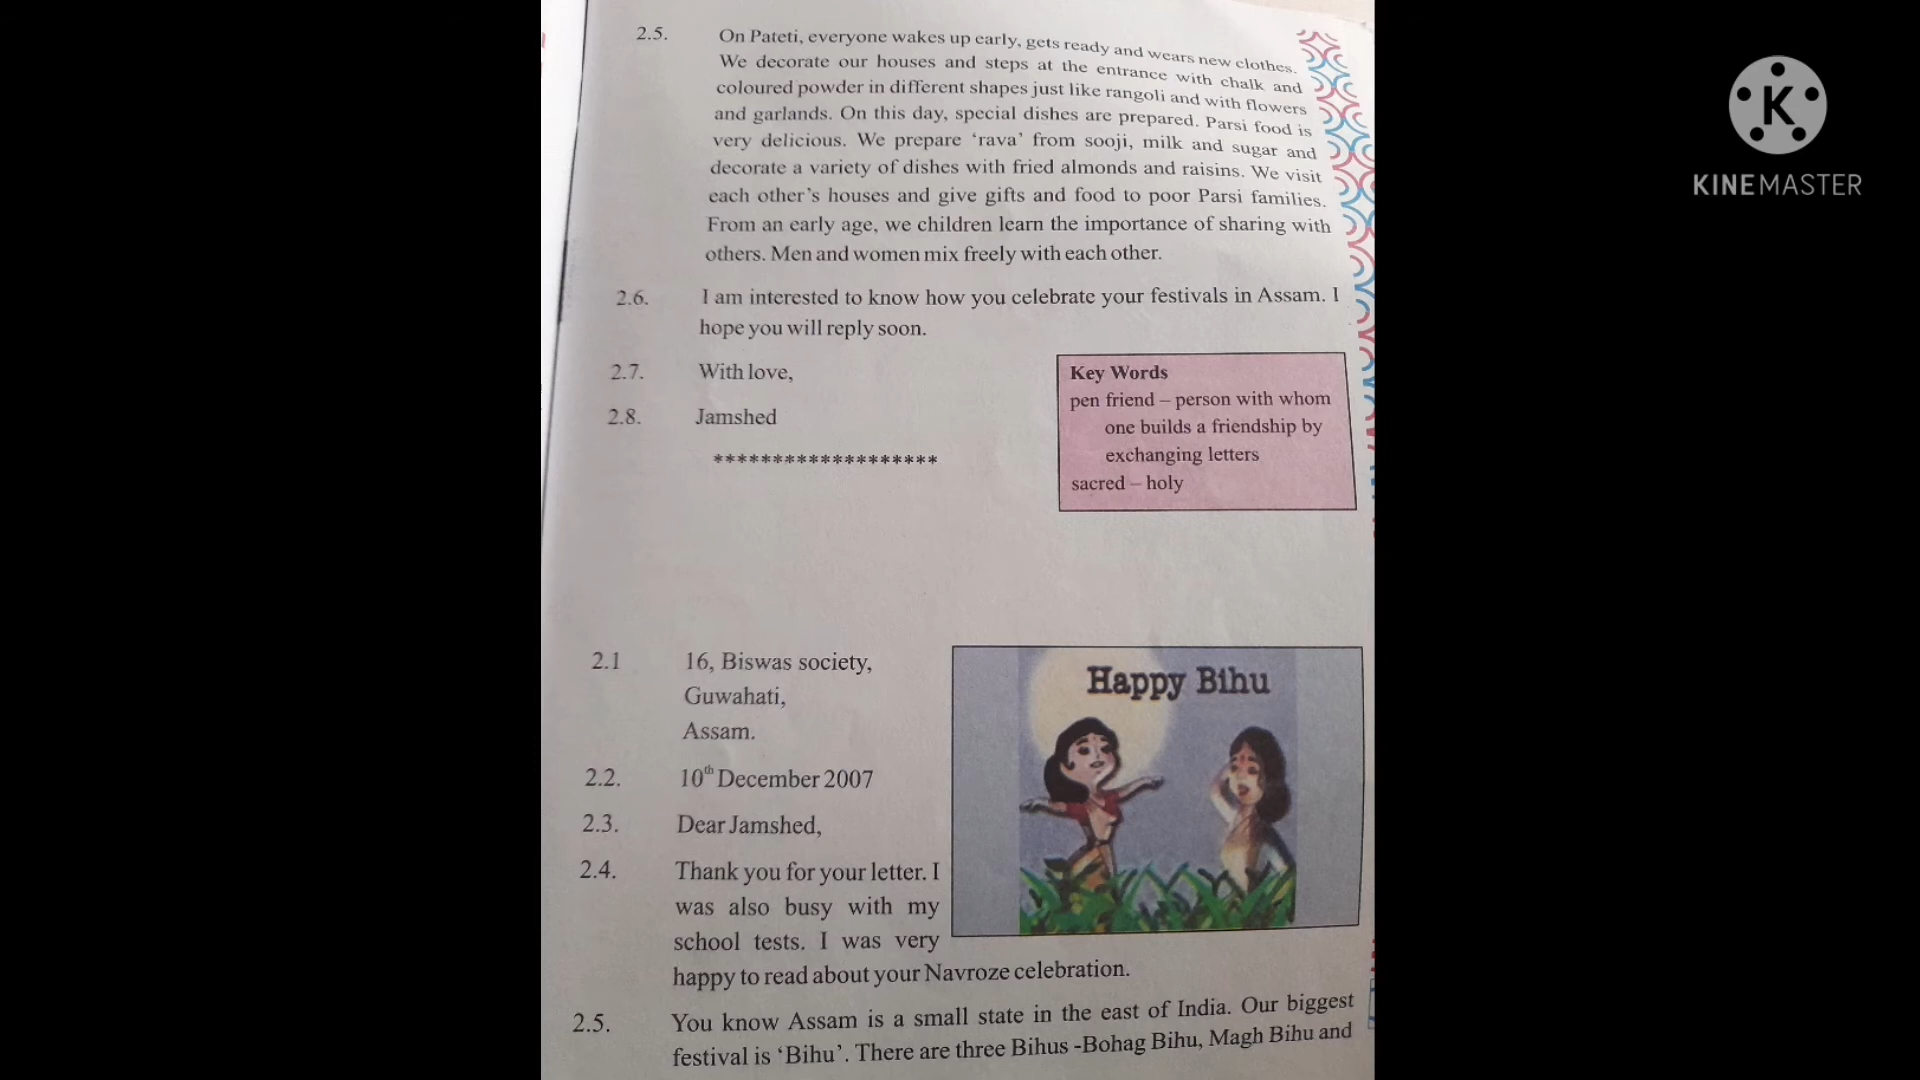 2.5. On Pateti, everyone wakes up early, gets ready and wears new clothes.
We decorate our houses and steps at the entrance with chalk and
coloured powder in different shapes just like rangoli and with flowers
and garlands. On this day, special dishes are prepared. Parsi food is
very delicious. We prepare ‘rava’ from sooji, milk and sugar and
decorate a variety of dishes with fried almonds and raisins. We visit
each other’s houses and give gifts and food to poor Parsi families.
From an early age, we children learn the importance of sharing with
others. Men and women mix freely with each other.
2.6. I am interested to know how you celebrate your festivals in Assam. I
hope you will reply soon.
2.7. With love,
2.8. Jamshed
*******************
Key Words
pen friend – person with whom
one builds a friendship by
exchanging letters
sacred – holy
2.1 16, Biswas society,
Guwahati,
Assam.
2.2. 10th December 2007
2.3. Dear Jamshed,
2.4. Thank you for your letter. I
was also busy with my
school tests. I was very
happy to read about your Navroze celebration.
Happy Bihu
2.5. You know Assam is a small state in the east of India. Our biggest
festival is ‘Bihu’. There are three Bihus -Bohag Bihu, Magh Bihu and
K
KINEMASTER